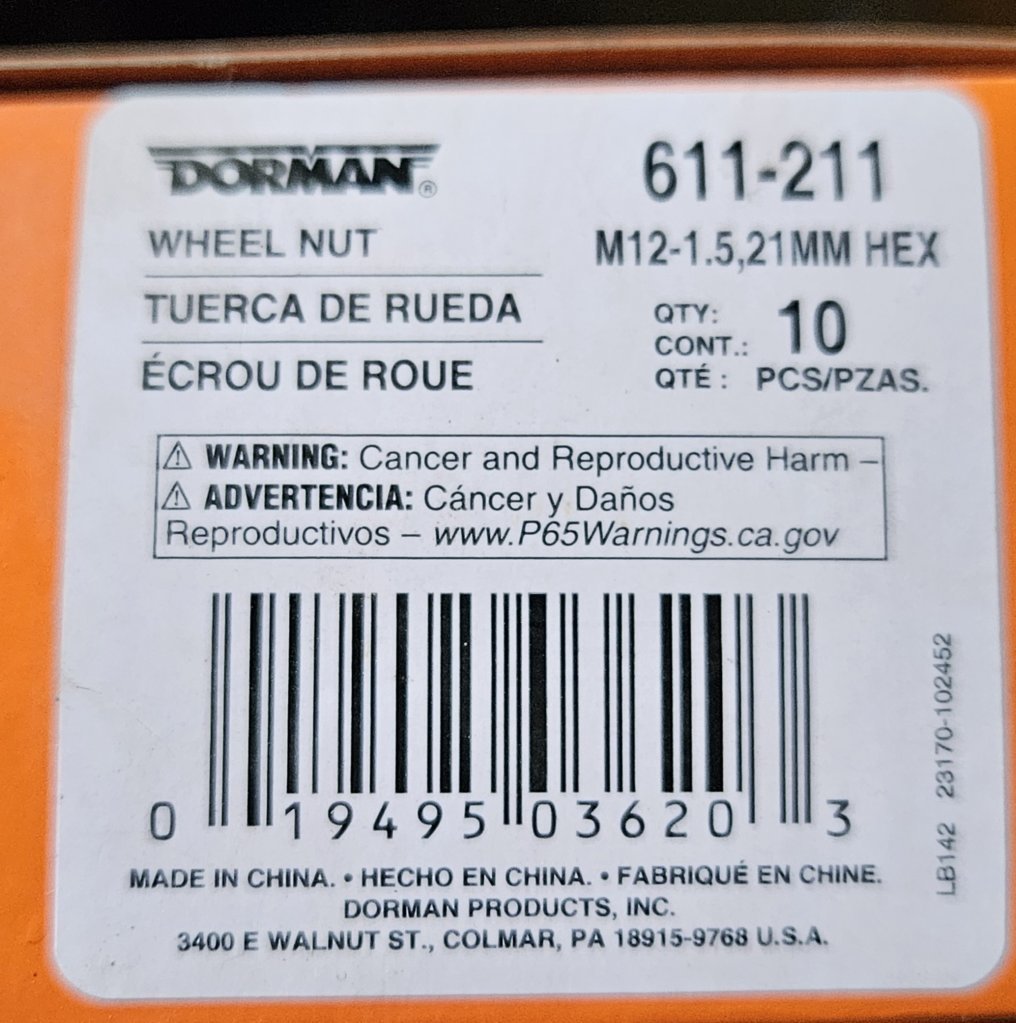 DORMAN®
611-211
WHEEL NUT
M12-1.5,21MM HEX
TUERCA DE RUEDA
ÉCROU DE ROUE
QTY:
CONT.:
QTÉ :
10
PCS/PZAS.
⚠ WARNING: Cancer and Reproductive Harm –
⚠ ADVERTENCIA: Cáncer y Daños
Reproductivos – www.P65Warnings.ca.gov
0 19495 03620 3
LB142 23170-102452
MADE IN CHINA. • HECHO EN CHINA. • FABRIQUÉ EN CHINE.
DORMAN PRODUCTS, INC.
3400 E WALNUT ST., COLMAR, PA 18915-9768 U.S.A.